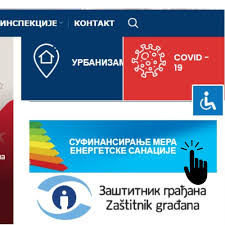 ИНСПЕКЦИЈЕ КОНТАКТ
УРБАНИЗАМ
COVID -
19
СУФИНАНСИРАЊЕ МЕРА
ЕНЕРГЕТСКЕ САНАЦИЈЕ
Заштитник грађана
Zaštitnik građana